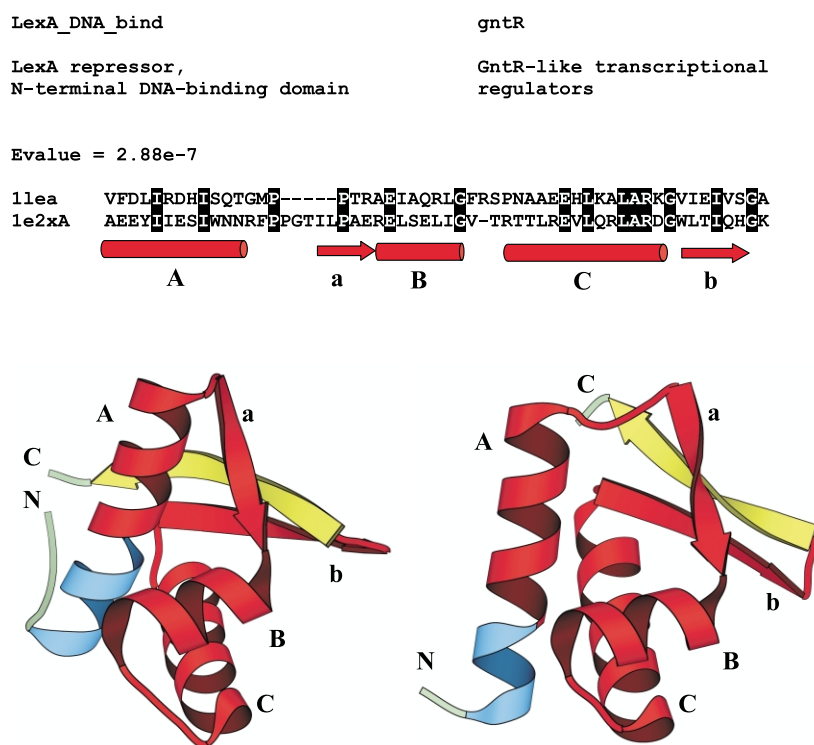 LexA_DNA_bind
gntR
LexA repressor,
N-terminal DNA-binding domain
GntR-like transcriptional
regulators
Evalue = 2.88e-7
1lea VFDLIRDHISQTGMP-----PTRAEIAQRLGFRSPNAAEEHLKALARKGVIEIVSGA
1e2xA AEEYIIESIWNNRFPPGTILPAERELSELIGV-TRTTLREVLQRLARDGWLTIQHGK
A a B C b
A a C N b B C
C A a b N B C